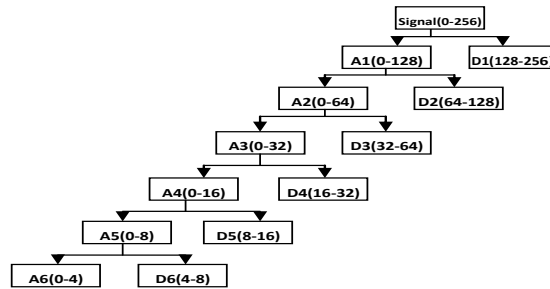 Signal(0-256)
A1(0-128) D1(128-256)
A2(0-64) D2(64-128)
A3(0-32) D3(32-64)
A4(0-16) D4(16-32)
A5(0-8) D5(8-16)
A6(0-4) D6(4-8)